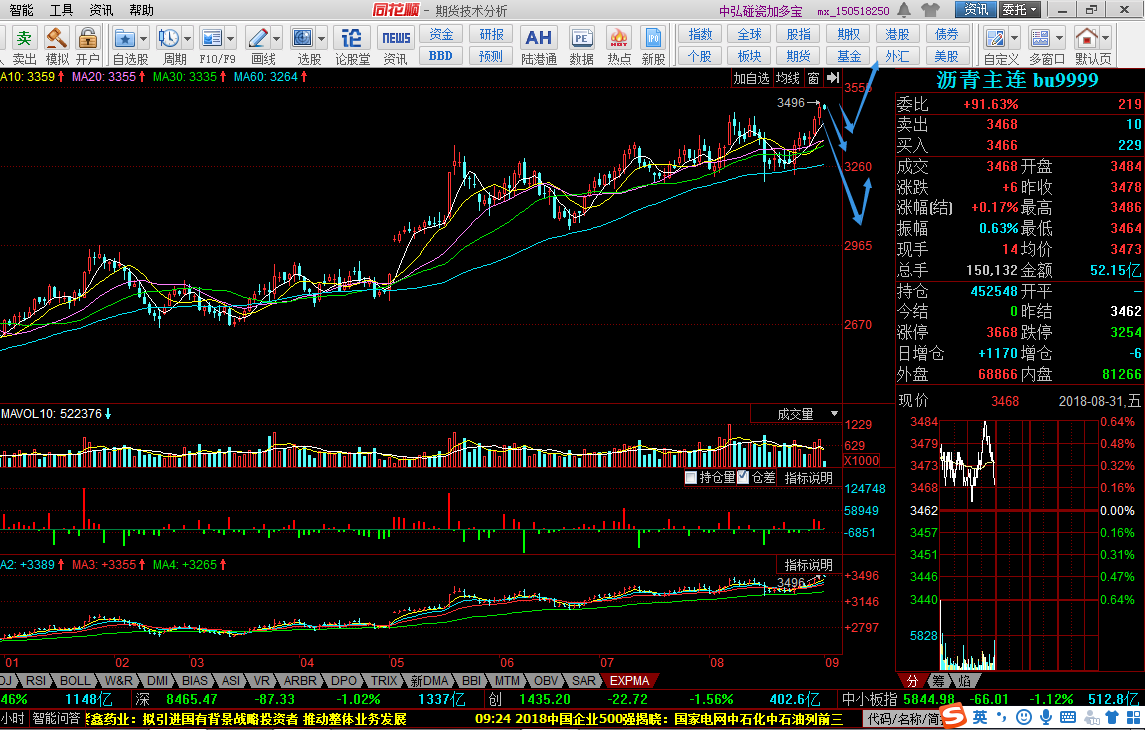 智能 工具 资讯 帮助 同花顺 - 期货技术分析 中弘碰瓷加多宝 mx_150518250 资讯 委托
卖出 模拟 开户 自选股 周期 F10/F9 画线 选股 论股堂 资讯 陆港通 数据 热点 新股 自定义 多窗口 默认页
卖 论 NEWS AH PE HOT IPO
资金 研报 指数 全球 股指 期权 港股 债券
BBD 预测 个股 板块 期货 基金 外汇 美股
A10: 3359 MA20: 3355 MA30: 3335 MA60: 3264 加自选 均线 窗
3496
3555
3260
2965
2670
MAVOL10: 522376 成交量
1229
629
X1000
持仓量 仓差 指标说明
124748
58949
-6851
A2: +3389 MA3: +3355 MA4: +3265 指标说明
3496
+3496
+3146
+2797
01 02 03 04 05 06 07 08 09
沥青主连 bu9999
委比 +91.63% 219
卖出 3468 10
买入 3466 229
成交 3468 开盘 3484
涨跌 +6 昨收 3478
涨幅(结) +0.17% 最高 3486
振幅 0.63% 最低 3464
现手 14 均价 3473
总手 150,132 金额 52.15亿
持仓 452548 开平 –
今结 0 昨结 3462
涨停 3668 跌停 3254
日增仓 +1170 增仓 -6
外盘 68866 内盘 81266
现价 3468 2018-08-31,五
3484 0.64%
3479 0.48%
3473 0.32%
3468 0.16%
3462 0.00%
3457 0.16%
3451 0.31%
3446 0.47%
3440 0.64%
5828
分 筹 焰
DJ RSI BOLL W&R DMI BIAS ASI VR ARBR DPO TRIX 新DMA BBI MTM OBV SAR EXPMA
46% 1148亿 深 8465.47 -87.33 -1.02% 1337亿 创 1435.20 -22.72 -1.56% 402.6亿 中小板指 5844.98 -66.01 -1.12% 512.8亿
小时 智能问答 鑫药业：拟引进国有背景战略投资者 推动整体业务发展 09:24 2018中国企业500强揭晓：国家电网中石化中石油列前三 代码/名称/简 英